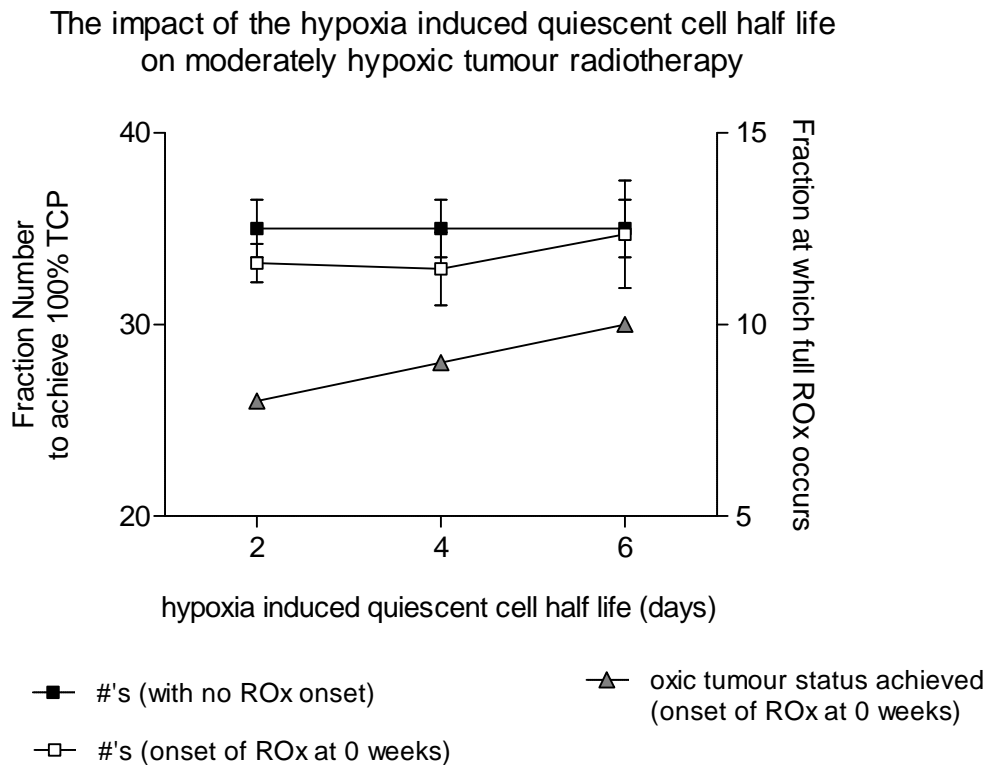 The impact of the hypoxia induced quiescent cell half life
on moderately hypoxic tumour radiotherapy
Fraction Number
to achieve 100% TCP
40
30
20
15
10
5
Fraction at which full ROx occurs
2
4
6
hypoxia induced quiescent cell half life (days)
#'s (with no ROx onset)
#'s (onset of ROx at 0 weeks)
oxic tumour status achieved
(onset of ROx at 0 weeks)